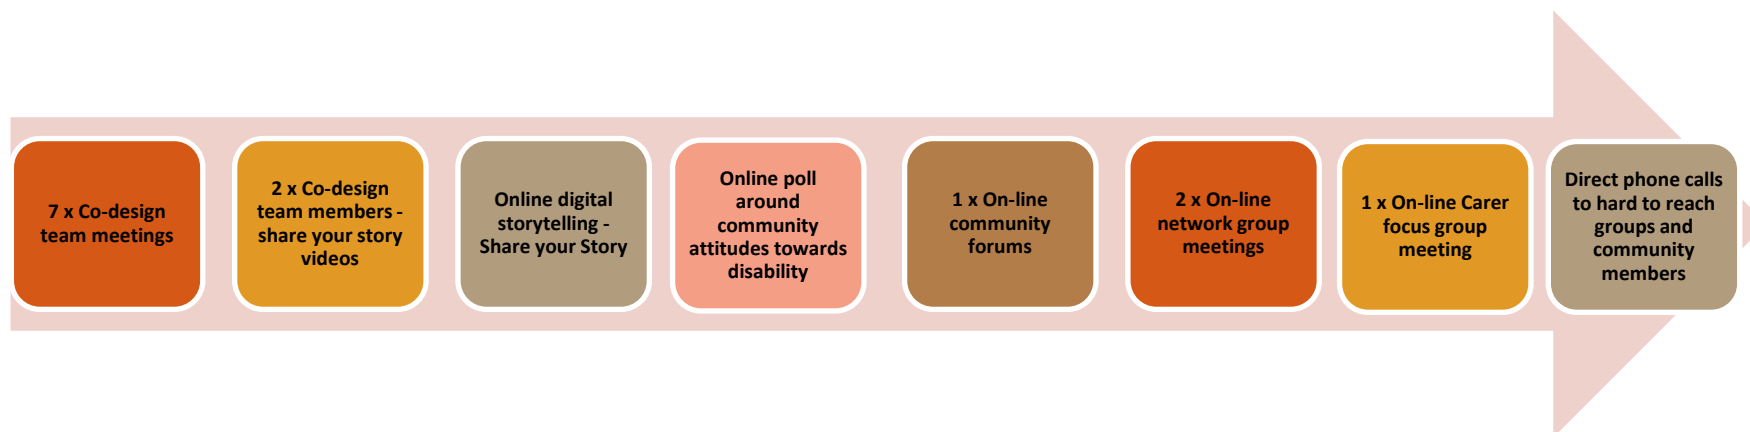 7 x Co-design
team meetings
2 x Co-design
team members -
share your story
videos
Online digital
storytelling -
Share your Story
Online poll
around
community
attitudes towards
disability
1 x On-line
community
forums
2 x On-line
network group
meetings
1 x On-line Carer
focus group
meeting
Direct phone calls
to hard to reach
groups and
community
members